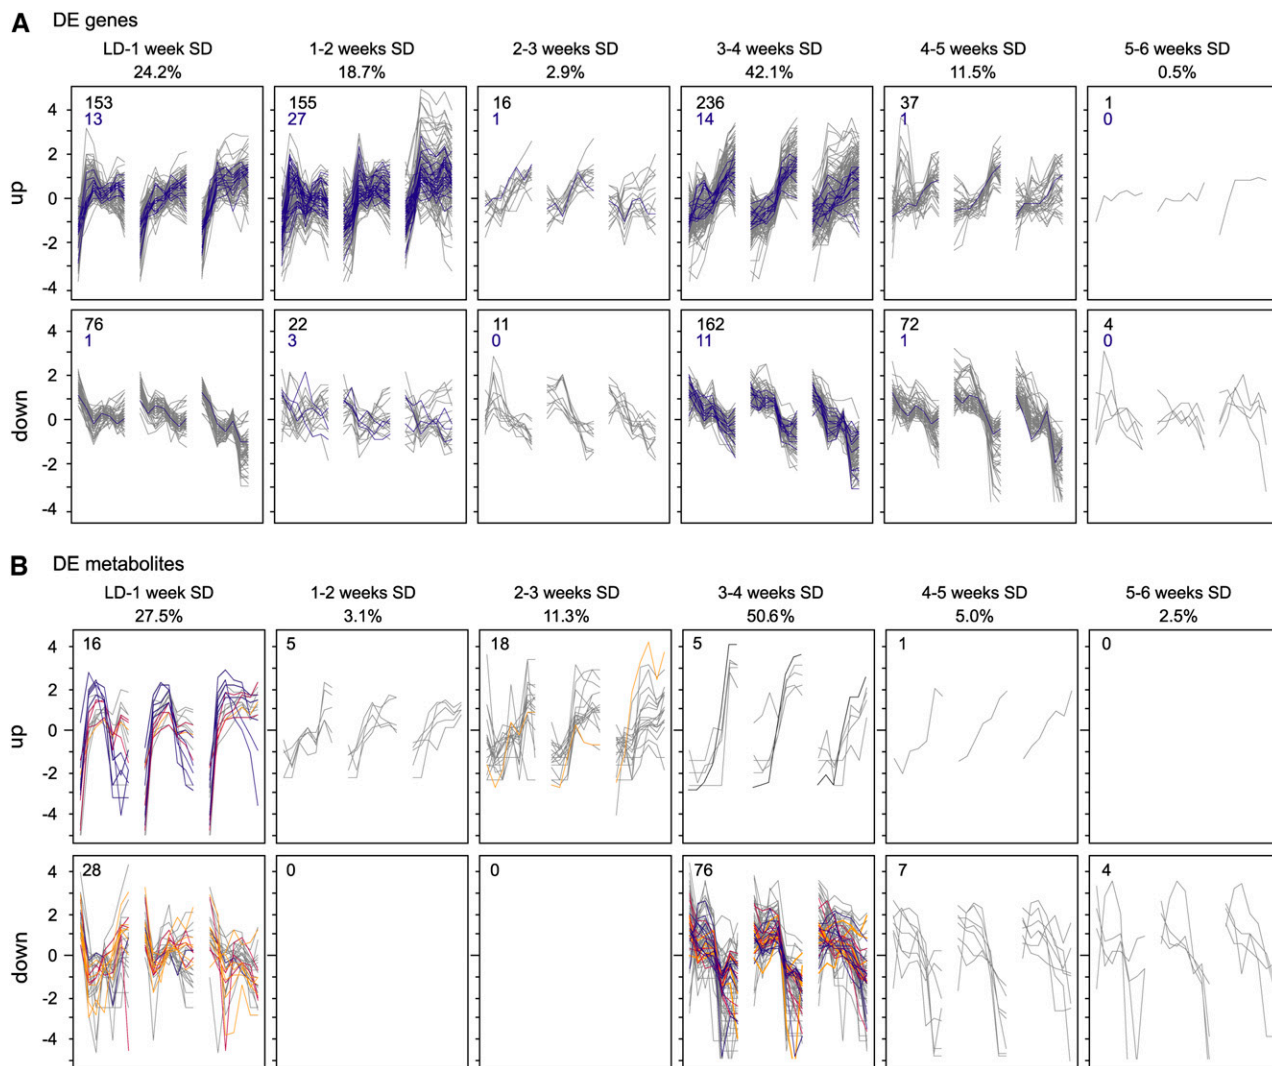 A DE genes
LD-1 week SD 1-2 weeks SD 2-3 weeks SD 3-4 weeks SD 4-5 weeks SD 5-6 weeks SD
24.2% 18.7% 2.9% 42.1% 11.5% 0.5%
up
4
2
0
-2
-4
153 155 16 236 37 1
13 27 1 14 1 0
down
4
2
0
-2
-4
76 22 11 162 72 4
1 3 0 11 1 0
B DE metabolites
LD-1 week SD 1-2 weeks SD 2-3 weeks SD 3-4 weeks SD 4-5 weeks SD 5-6 weeks SD
27.5% 3.1% 11.3% 50.6% 5.0% 2.5%
up
4
2
0
-2
-4
16 5 18 5 1 0
down
4
2
0
-2
-4
28 0 0 76 7 4